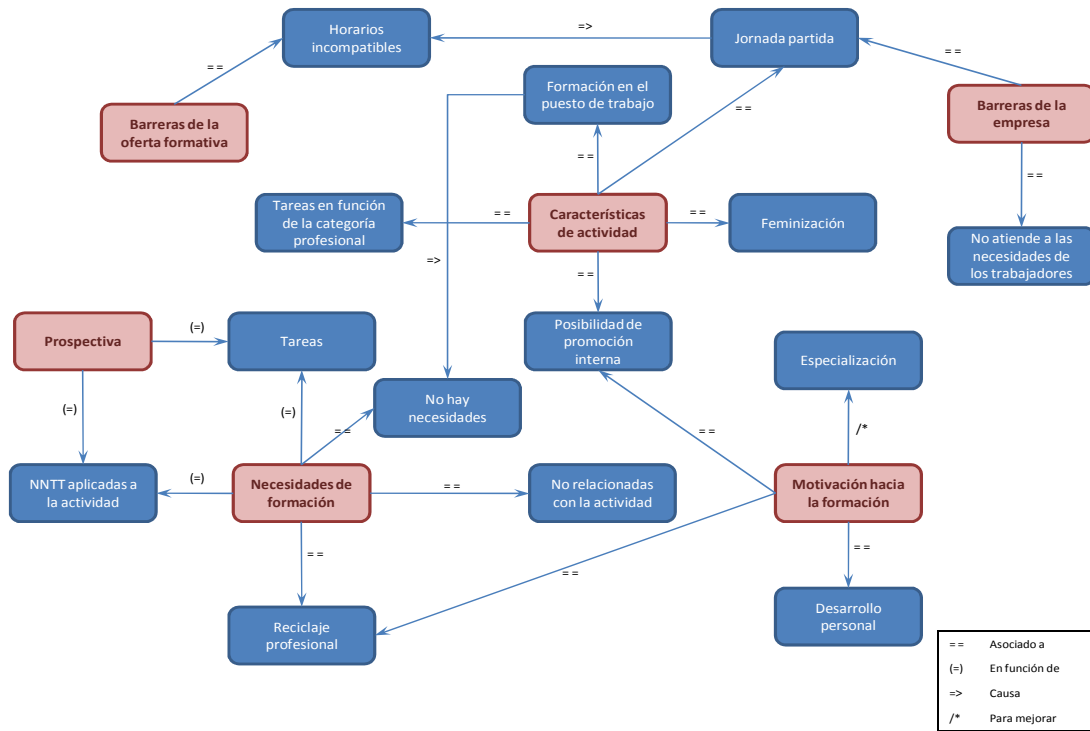 Horarios
incompatibles
=>
Jornada partida
==
==
Formación en el
puesto de trabajo
==
Barreras de la
oferta formativa
Barreras de la
empresa
==
==
Tareas en función
de la categoría
profesional
==
Características
de actividad
==
Feminización
No atiende a las
necesidades de
los trabajadores
=>
==
Prospectiva
(=)
Tareas
Posibilidad de
promoción
interna
Especialización
No hay
necesidades
(=)
(=)
==
==
/*
NNTT aplicadas a
la actividad
(=)
Necesidades de
formación
==
No relacionadas
con la actividad
Motivación hacia
la formación
==
==
==
Reciclaje
profesional
Desarrollo
personal
== Asociado a
(=) En función de
=> Causa
/* Para mejorar